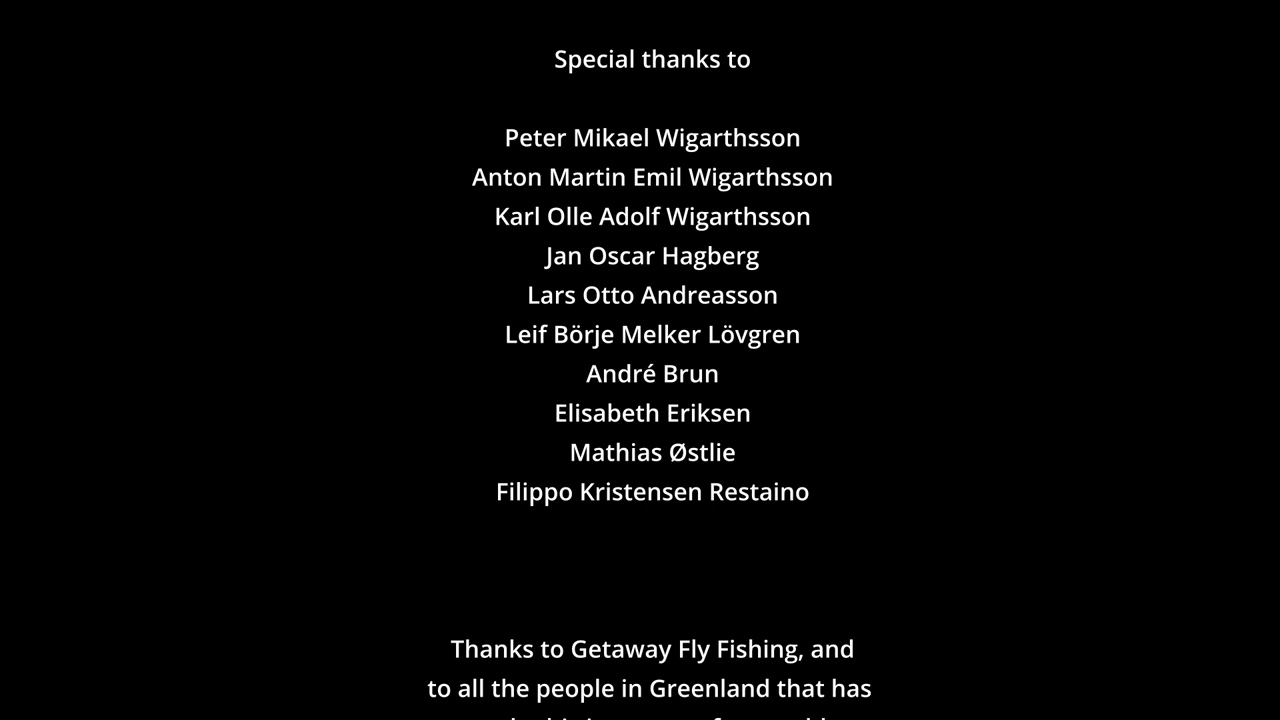 Special thanks to
Peter Mikael Wigarthsson
Anton Martin Emil Wigarthsson
Karl Olle Adolf Wigarthsson
Jan Oscar Hagberg
Lars Otto Andreasson
Leif Börje Melker Lövgren
André Brun
Elisabeth Eriksen
Mathias Østlie
Filippo Kristensen Restaino
Thanks to Getaway Fly Fishing, and
to all the people in Greenland that has